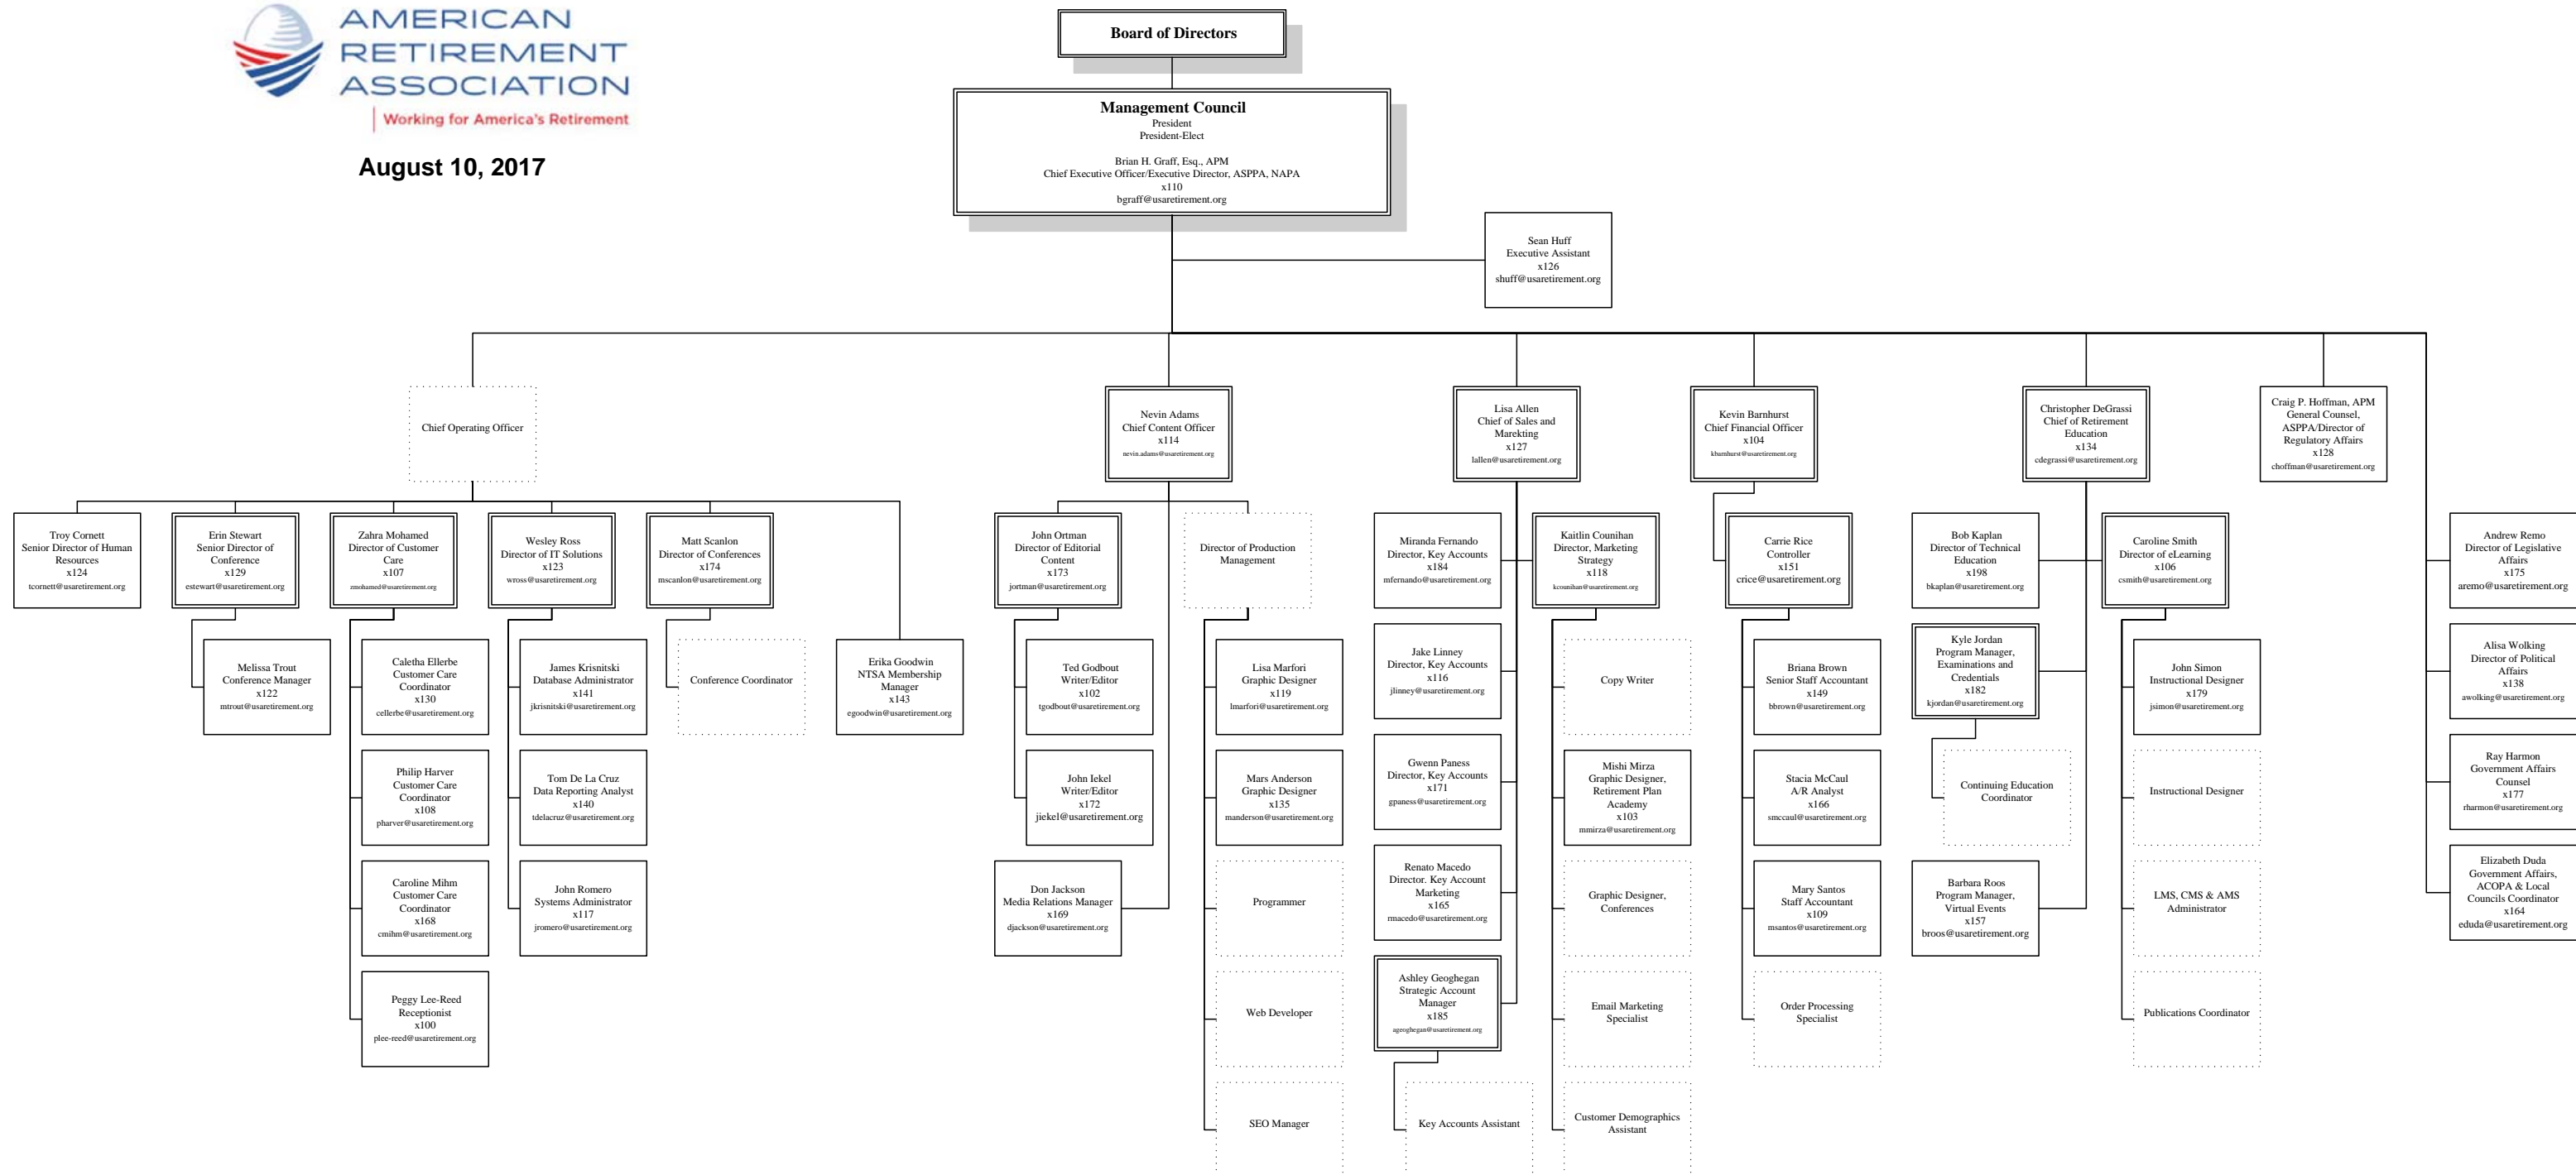 AMERICAN
RETIREMENT
ASSOCIATION
Working for America's Retirement
August 10, 2017
Board of Directors
Management Council
President
President-Elect
Brian H. Graff, Esq., APM
Chief Executive Officer/Executive Director, ASPPA, NAPA
x110
bgraff@usaretirement.org
Sean Huff
Executive Assistant
x126
shuff@usaretirement.org
Chief Operating Officer
Nevin Adams
Chief Content Officer
x114
nevin.adams@usaretirement.org
Lisa Allen
Chief of Sales and
Marekting
x127
lallen@usaretirement.org
Kevin Barnhurst
Chief Financial Officer
x104
kbarnhurst@usaretirement.org
Christopher DeGrassi
Chief of Retirement
Education
x134
cdegrassi@usaretirement.org
Craig P. Hoffman, APM
General Counsel,
ASPPA/Director of
Regulatory Affairs
x128
choffman@usaretirement.org
Troy Cornett
Senior Director of Human
Resources
x124
tcornett@usaretirement.org
Erin Stewart
Senior Director of
Conference
x129
estewart@usaretirement.org
Zahra Mohamed
Director of Customer
Care
x107
zmohamed@usaretirement.org
Wesley Ross
Director of IT Solutions
x123
wross@usaretirement.org
Matt Scanlon
Director of Conferences
x174
mscanlon@usaretirement.org
John Ortman
Director of Editorial
Content
x173
jortman@usaretirement.org
Director of Production
Management
Miranda Fernando
Director, Key Accounts
x184
mfernando@usaretirement.org
Kaitlin Counihan
Director, Marketing
Strategy
x118
kcounihan@usaretirement.org
Carrie Rice
Controller
x151
crice@usaretirement.org
Bob Kaplan
Director of Technical
Education
x198
bkaplan@usaretirement.org
Caroline Smith
Director of eLearning
x106
csmith@usaretirement.org
Andrew Remo
Director of Legislative
Affairs
x175
aremo@usaretirement.org
Melissa Trout
Conference Manager
x122
mtrout@usaretirement.org
Caletha Ellerbe
Customer Care
Coordinator
x130
cellerbe@usaretirement.org
James Krisnitski
Database Administrator
x141
jkrisnitski@usaretirement.org
Conference Coordinator
Erika Goodwin
NTSA Membership
Manager
x143
egoodwin@usaretirement.org
Ted Godbout
Writer/Editor
x102
tgodbout@usaretirement.org
Lisa Marfori
Graphic Designer
x119
lmarfori@usaretirement.org
Jake Linney
Director, Key Accounts
x116
jlinney@usaretirement.org
Copy Writer
Briana Brown
Senior Staff Accountant
x149
bbrown@usaretirement.org
Kyle Jordan
Program Manager,
Examinations and
Credentials
x182
kjordan@usaretirement.org
John Simon
Instructional Designer
x179
jsimon@usaretirement.org
Alisa Wolking
Director of Political
Affairs
x138
awolking@usaretirement.org
Philip Harver
Customer Care
Coordinator
x108
pharver@usaretirement.org
Tom De La Cruz
Data Reporting Analyst
x140
tdelacruz@usaretirement.org
John Iekel
Writer/Editor
x172
jiekel@usaretirement.org
Mars Anderson
Graphic Designer
x135
manderson@usaretirement.org
Gwenn Paness
Director, Key Accounts
x171
gpaness@usaretirement.org
Mishi Mirza
Graphic Designer,
Retirement Plan
Academy
x103
mmirza@usaretirement.org
Stacia McCaul
A/R Analyst
x166
smccaul@usaretirement.org
Continuing Education
Coordinator
Instructional Designer
Ray Harmon
Government Affairs
Counsel
x177
rharmon@usaretirement.org
Caroline Mihm
Customer Care
Coordinator
x168
cmihm@usaretirement.org
John Romero
Systems Administrator
x117
jromero@usaretirement.org
Don Jackson
Media Relations Manager
x169
djackson@usaretirement.org
Programmer
Renato Macedo
Director. Key Account
Marketing
x165
rmacedo@usaretirement.org
Graphic Designer,
Conferences
Mary Santos
Staff Accountant
x109
msantos@usaretirement.org
Barbara Roos
Program Manager,
Virtual Events
x157
broos@usaretirement.org
LMS, CMS & AMS
Administrator
Elizabeth Duda
Government Affairs,
ACOPA & Local
Councils Coordinator
x164
eduda@usaretirement.org
Peggy Lee-Reed
Receptionist
x100
plee-reed@usaretirement.org
Web Developer
Ashley Geoghegan
Strategic Account
Manager
x185
ageoghegan@usaretirement.org
Email Marketing
Specialist
Order Processing
Specialist
Publications Coordinator
SEO Manager
Key Accounts Assistant
Customer Demographics
Assistant